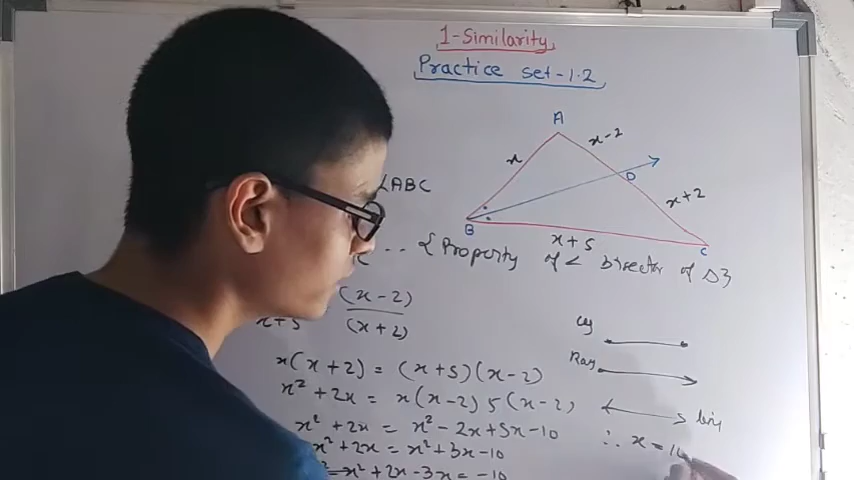 1-Similarity
Practice set-1.2
A
x
x-2
D
x+2
B
x+5
C
∠ABC
-- {Property of ∠ bisector of Δ}
x+5 (x-2)
(x+2)
x(x+2) = (x+5)(x-2)
x² + 2x = x(x-2) 5(x-2)
x² + 2x = x² - 2x+5x-10
x² + 2x = x² + 3x-10
x² + 2x - 3x = -10
Ray
∴ x = 10